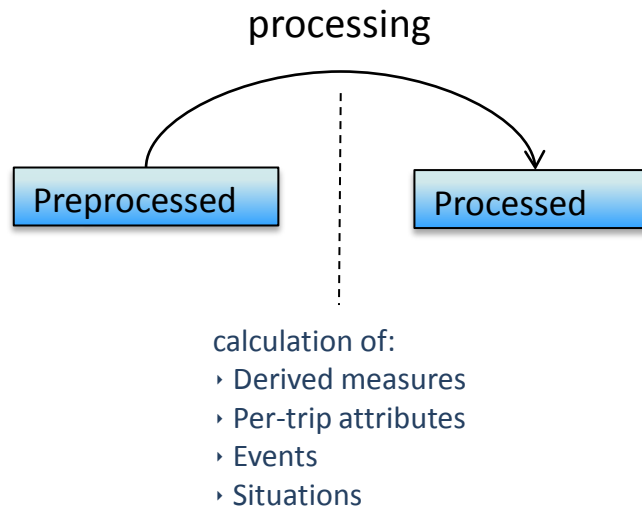 processing
Preprocessed
Processed
calculation of:
‣ Derived measures
‣ Per-trip attributes
‣ Events
‣ Situations